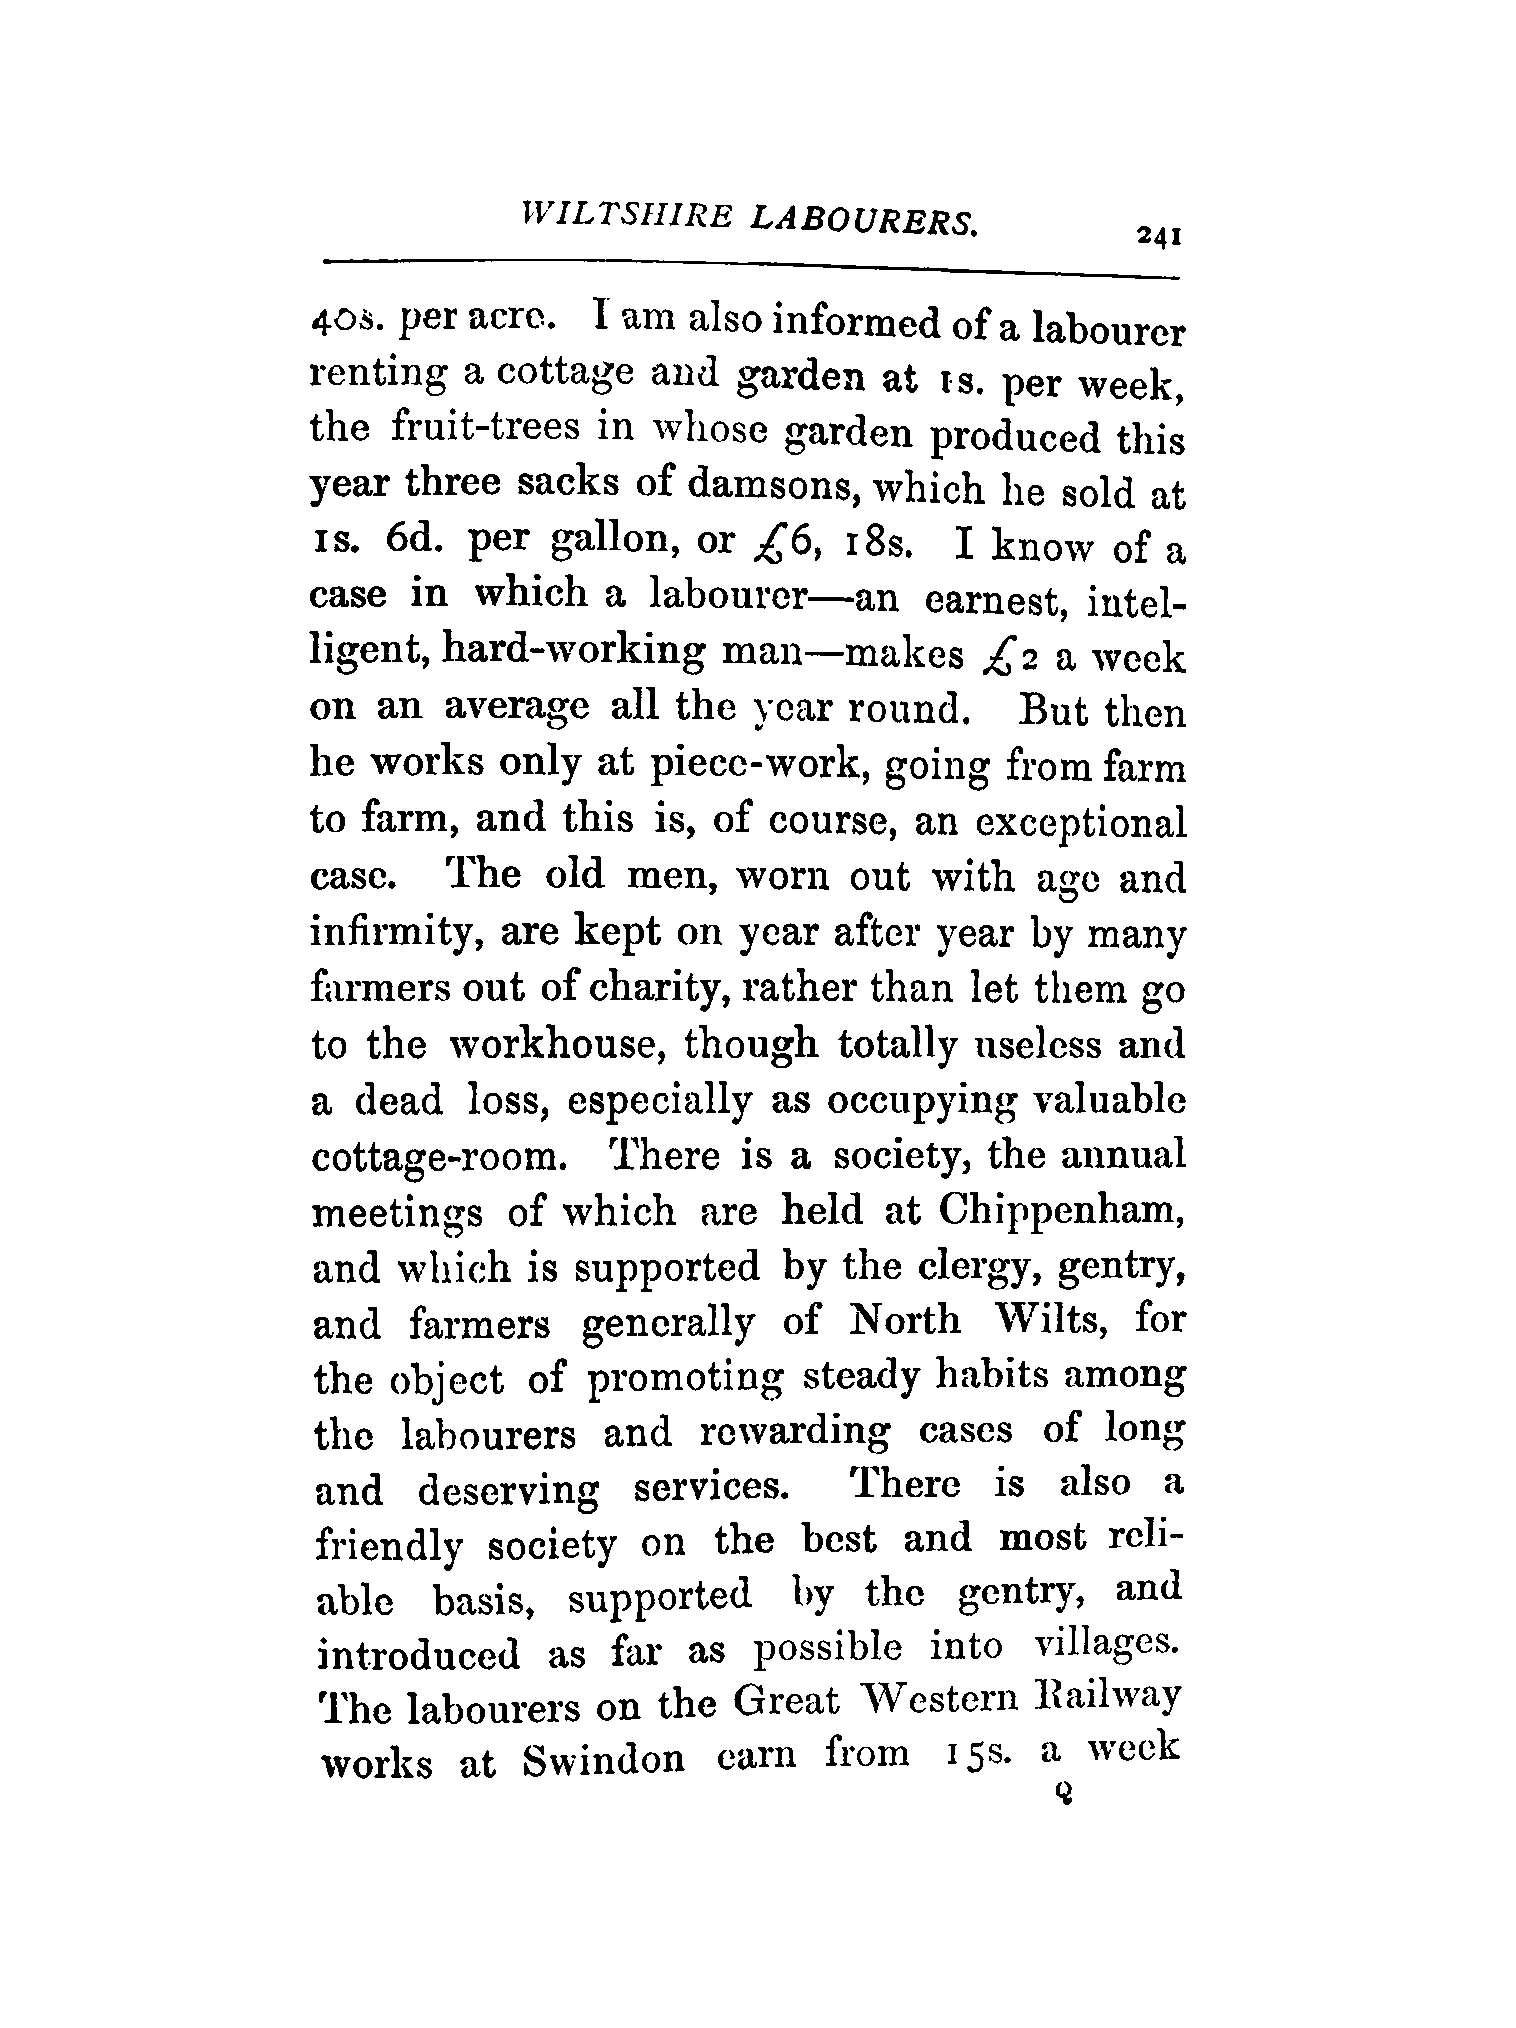 WILTSHIRE LABOURERS. 241
40s. per acre. I am also informed of a labourer
renting a cottage and garden at 1s. per week,
the fruit-trees in whose garden produced this
year three sacks of damsons, which he sold at
1s. 6d. per gallon, or £6, 18s. I know of a
case in which a labourer—an earnest, intel-
ligent, hard-working man—makes £2 a week
on an average all the year round. But then
he works only at piece-work, going from farm
to farm, and this is, of course, an exceptional
case. The old men, worn out with age and
infirmity, are kept on year after year by many
farmers out of charity, rather than let them go
to the workhouse, though totally useless and
a dead loss, especially as occupying valuable
cottage-room. There is a society, the annual
meetings of which are held at Chippenham,
and which is supported by the clergy, gentry,
and farmers generally of North Wilts, for
the object of promoting steady habits among
the labourers and rewarding cases of long
and deserving services. There is also a
friendly society on the best and most reli-
able basis, supported by the gentry, and
introduced as far as possible into villages.
The labourers on the Great Western Railway
works at Swindon earn from 15s. a week
Q